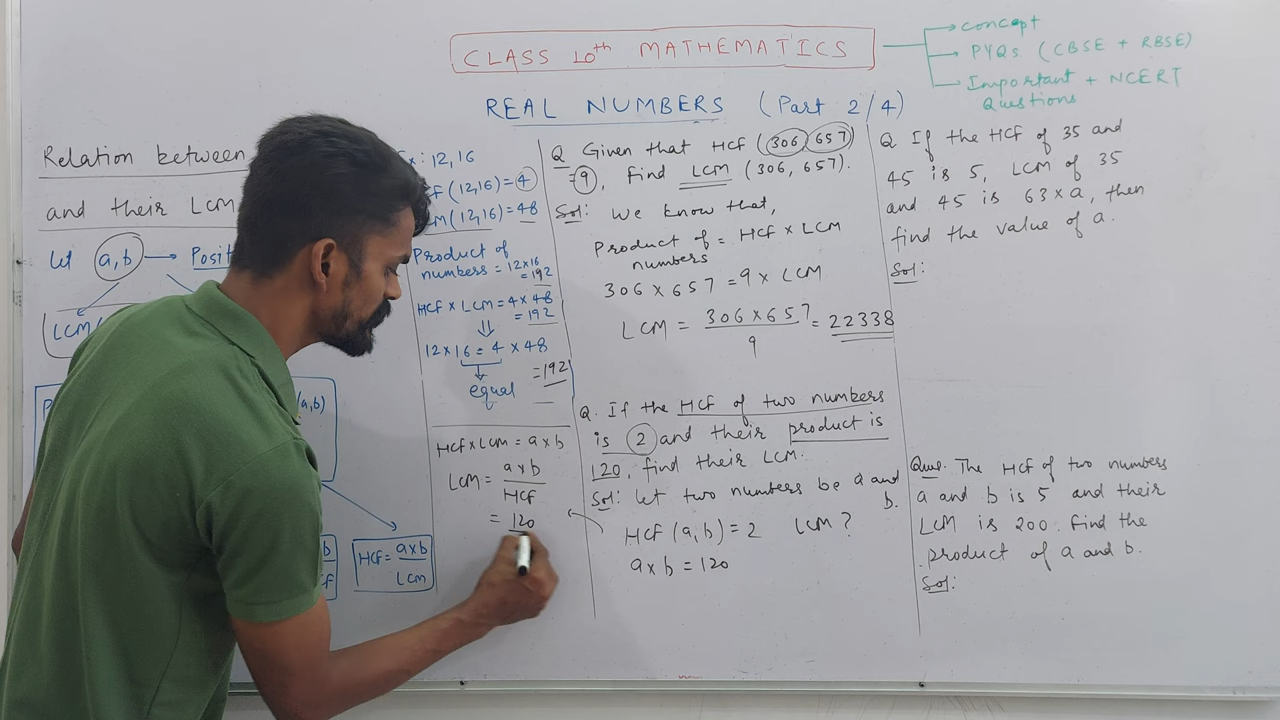 CLASS 10th MATHEMATICS
concept
PYQs (CBSE + RBSE)
Important + NCERT
Questions
REAL NUMBERS (Part 2/4)
Relation between
and their LCM
Let a,b → Posit
LCM(
(a,b)
HCF = a×b / LCM
: 12, 16
(12,16) = 4
(12,16) = 48
Product of
numbers = 12×16
= 192
HCF × LCM = 4 × 48
= 192
⇓
12 × 16 = 4 × 48
= 192
equal
HCF × LCM = a × b
LCM = a×b / HCF
= 120
Q Given that HCF (306, 657)
= 9, find LCM (306, 657).
Sol: We know that,
Product of = HCF × LCM
numbers
306 × 657 = 9 × LCM
LCM = 306 × 657 / 9 = 22338
Q. If the HCF of two numbers
is 2 and their product is
120, find their LCM.
Sol: let two numbers be a and
b.
HCF (a,b) = 2 LCM ?
a × b = 120
Q If the HCF of 35 and
45 is 5, LCM of 35
and 45 is 63 × a, then
find the value of a.
Sol:
Ques. The HCF of two numbers
a and b is 5 and their
LCM is 200. Find the
product of a and b.
Sol: